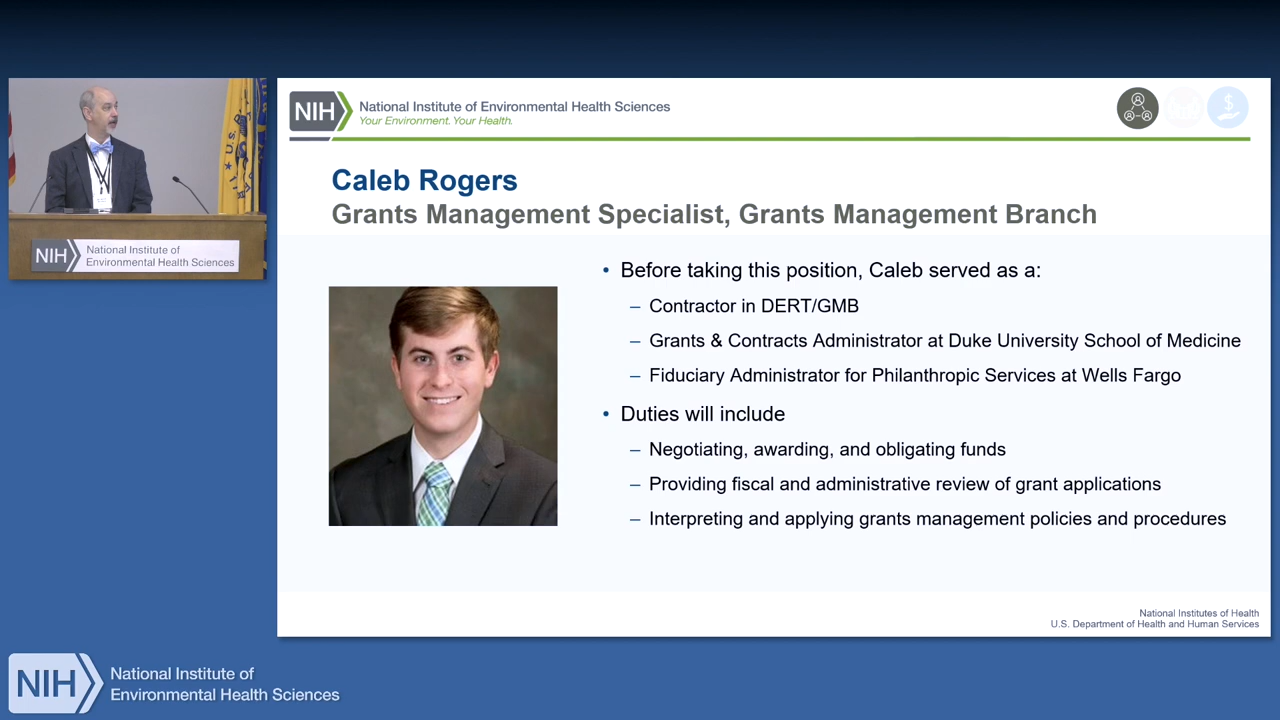 NIH
National Institute of Environmental Health Sciences
Your Environment. Your Health.
Caleb Rogers
Grants Management Specialist, Grants Management Branch
• Before taking this position, Caleb served as a:
– Contractor in DERT/GMB
– Grants & Contracts Administrator at Duke University School of Medicine
– Fiduciary Administrator for Philanthropic Services at Wells Fargo
• Duties will include
– Negotiating, awarding, and obligating funds
– Providing fiscal and administrative review of grant applications
– Interpreting and applying grants management policies and procedures
National Institutes of Health
U.S. Department of Health and Human Services
U.S.
NIH
National Institute of
Environmental Health Sciences
NIH
National Institute of
Environmental Health Sciences